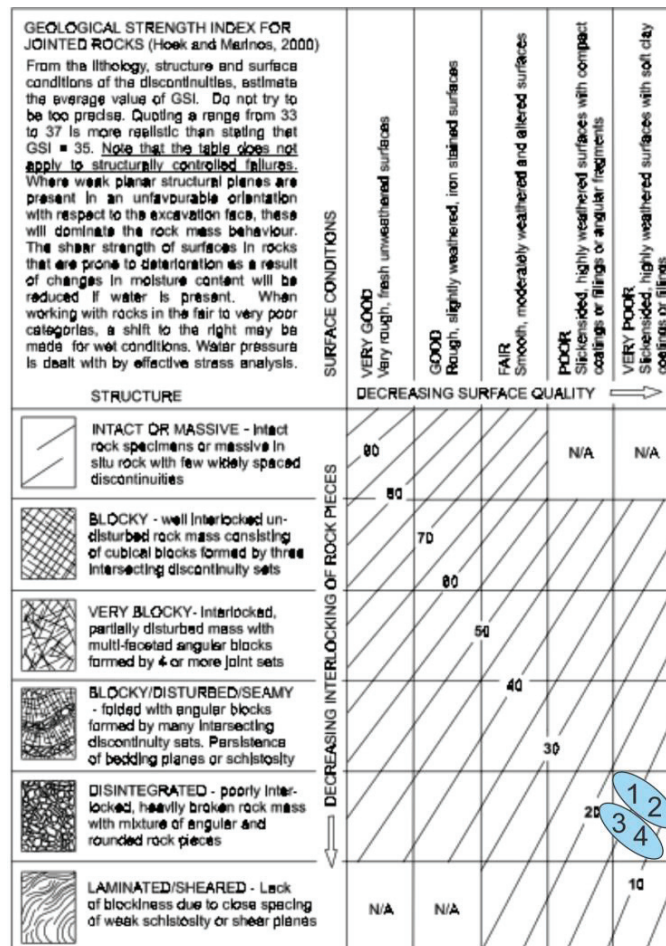 GEOLOGICAL STRENGTH INDEX FOR
JOINTED ROCKS (Hoek and Marinos, 2000)
From the lithology, structure and surface
conditions of the discontinuities, estimate
the average value of GSI. Do not try to
be too precise. Quoting a range from 33
to 37 is more realistic than stating that
GSI = 35. Note that the table does not
apply to structurally controlled failures.
Where weak planar structural planes are
present in an unfavourable orientation
with respect to the excavation face, these
will dominate the rock mass behaviour.
The shear strength of surfaces in rocks
that are prone to deterioration as a result
of changes in moisture content will be
reduced if water is present. When
working with rocks in the fair to very poor
categories, a shift to the right may be
made for wet conditions. Water pressure
is dealt with by effective stress analysis.
STRUCTURE
SURFACE CONDITIONS
VERY GOOD
Very rough, fresh unweathered surfaces
GOOD
Rough, slightly weathered, iron stained surfaces
FAIR
Smooth, moderately weathered and altered surfaces
POOR
Slickensided, highly weathered surfaces with compact
coatings or fillings or angular fragments
VERY POOR
Slickensided, highly weathered surfaces with soft clay
coatings or fillings
DECREASING SURFACE QUALITY
DECREASING INTERLOCKING OF ROCK PIECES
INTACT OR MASSIVE - Intact
rock specimens or massive in
situ rock with few widely spaced
discontinuities
BLOCKY - well interlocked un-
disturbed rock mass consisting
of cubical blocks formed by three
intersecting discontinuity sets
VERY BLOCKY- Interlocked,
partially disturbed mass with
multi-faceted angular blocks
formed by 4 or more joint sets
BLOCKY/DISTURBED/SEAMY
- folded with angular blocks
formed by many intersecting
discontinuity sets. Persistence
of bedding planes or schistosity
DISINTEGRATED - poorly inter-
locked, heavily broken rock mass
with mixture of angular and
rounded rock pieces
LAMINATED/SHEARED - Lack
of blockiness due to close spacing
of weak schistosity or shear planes
90
N/A
N/A
80
70
60
50
40
30
20
1
2
3
4
10
N/A
N/A